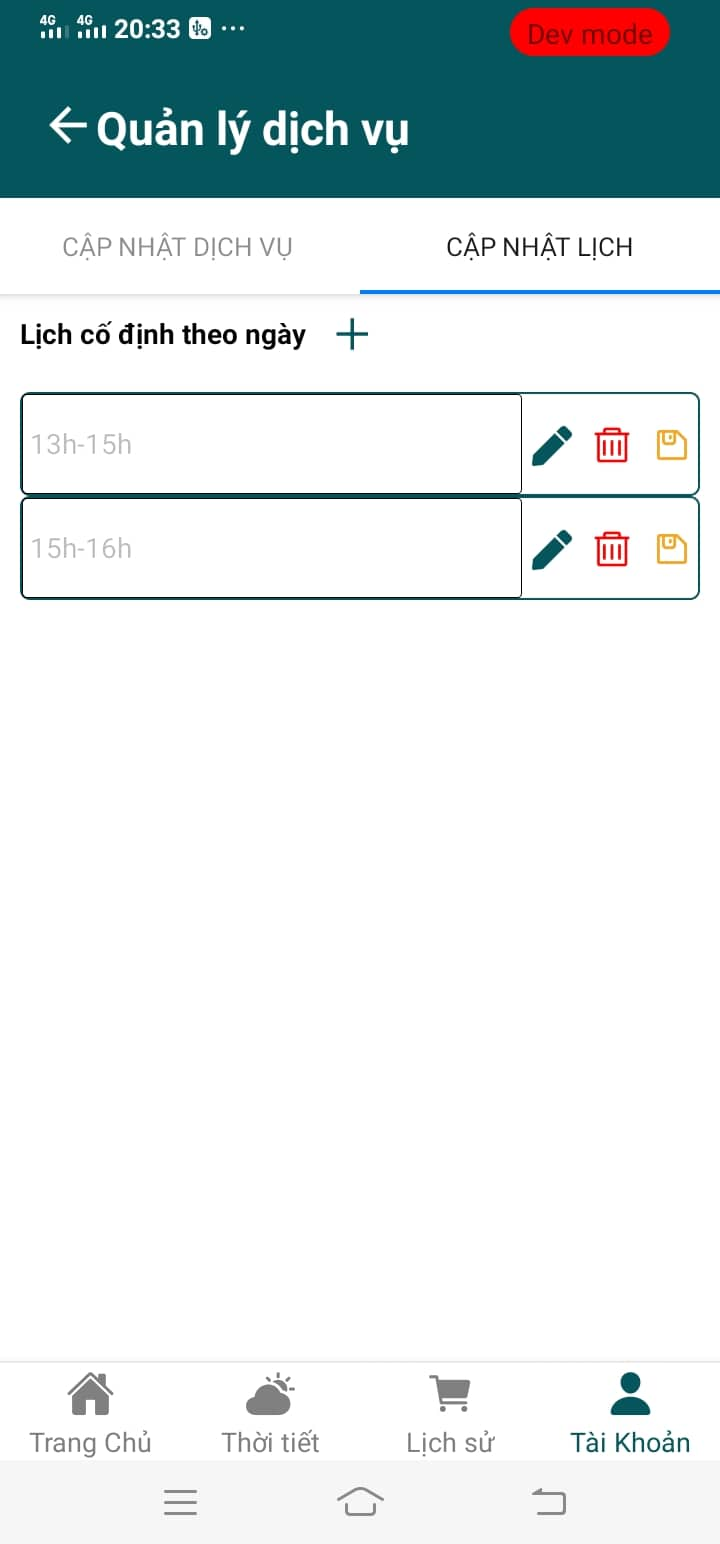 4G 4G 20:33 ...
Dev mode
Quản lý dịch vụ
CẬP NHẬT DỊCH VỤ CẬP NHẬT LỊCH
Lịch cố định theo ngày
13h-15h
15h-16h
Trang Chủ Thời tiết Lịch sử Tài Khoản